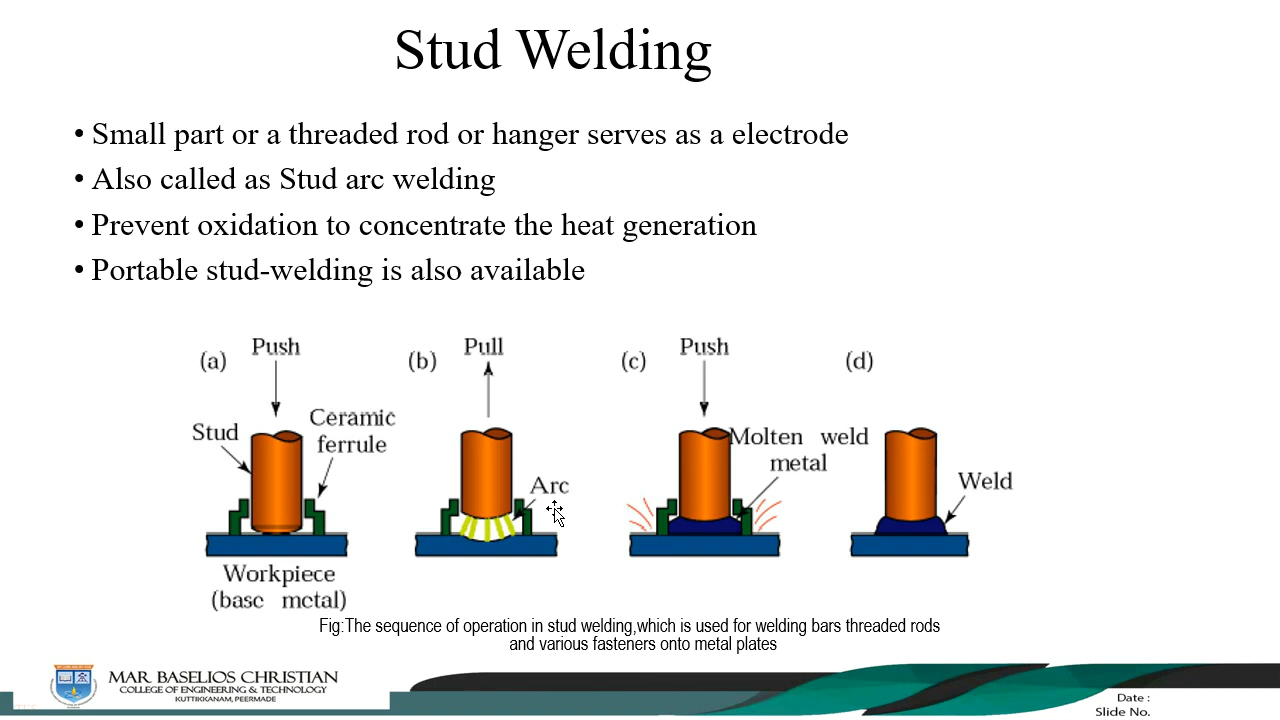 Stud Welding
• Small part or a threaded rod or hanger serves as a electrode
• Also called as Stud arc welding
• Prevent oxidation to concentrate the heat generation
• Portable stud-welding is also available
(a)
Push
Stud
Ceramic
ferrule
Workpiece
(base metal)
(b)
Pull
Arc
(c)
Push
Molten weld
metal
(d)
Weld
Fig:The sequence of operation in stud welding,which is used for welding bars threaded rods
and various fasteners onto metal plates
MAR BASELIOS CHRISTIAN
COLLEGE OF ENGINEERING & TECHNOLOGY
KUTTIKKANAM, PEERMADE
Date :
Slide No.